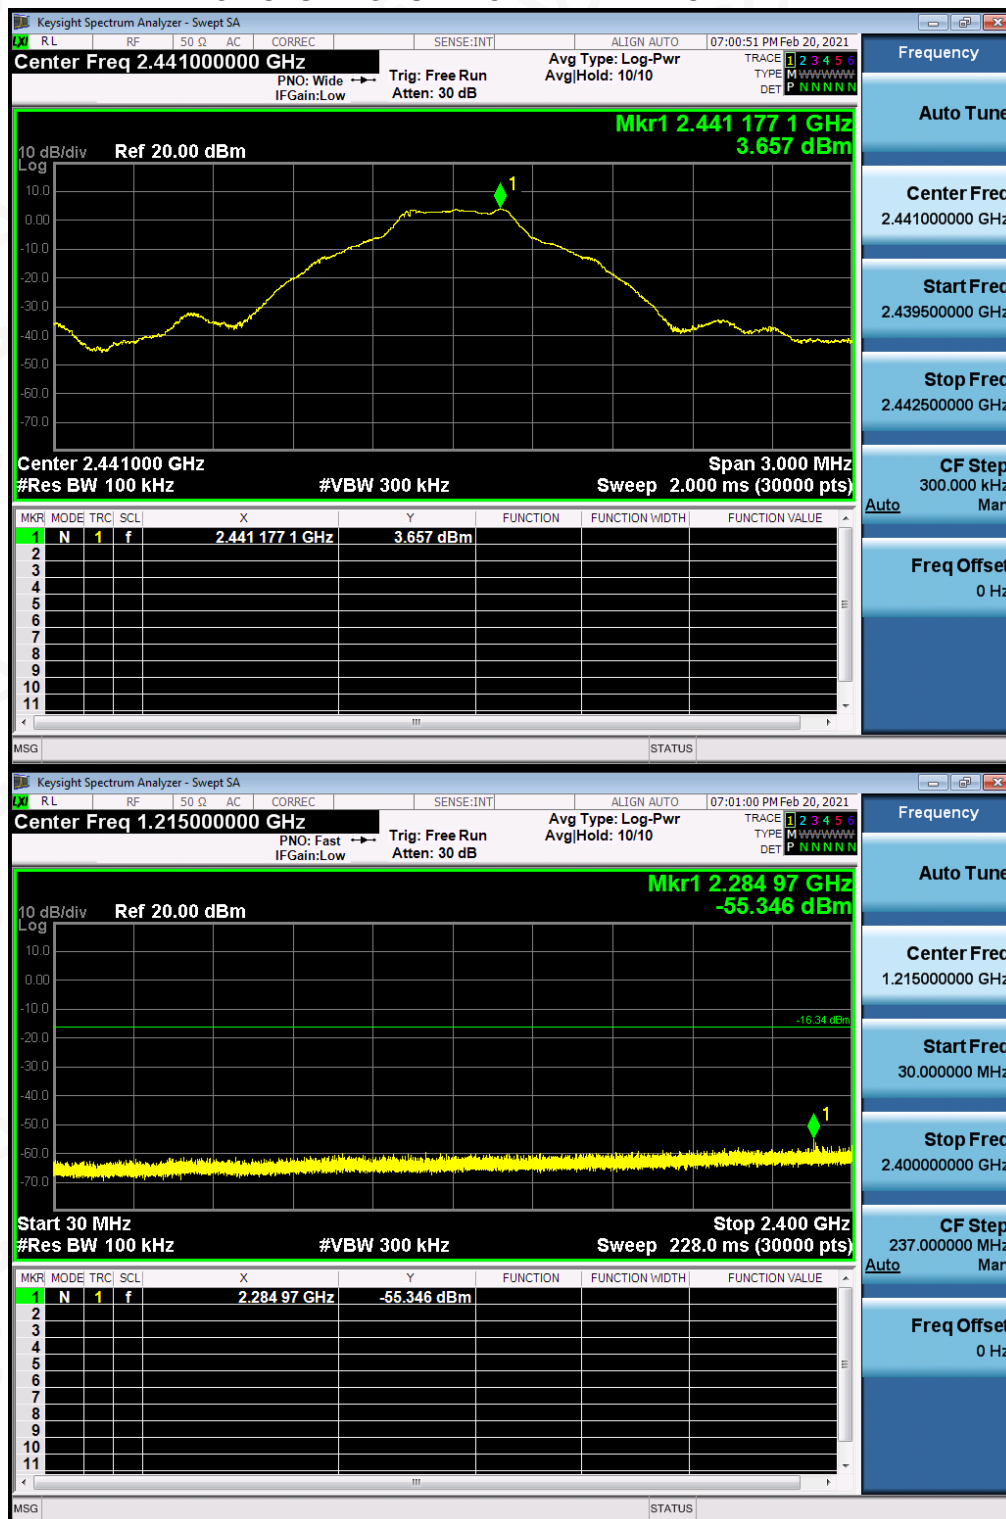 Keysight Spectrum Analyzer - Swept SA
LXI RL RF 50 Ω AC CORREC SENSE:INT ALIGN AUTO 07:00:51 PM Feb 20, 2021
Center Freq 2.441000000 GHz
PNO: Wide
IFGain:Low
Trig: Free Run
Atten: 30 dB
Avg Type: Log-Pwr
Avg|Hold: 10/10
TRACE 1 2 3 4 5 6
TYPE M WWWWW
DET P N N N N N
Mkr1 2.441 177 1 GHz
3.657 dBm
10 dB/div Ref 20.00 dBm
Log
10.0
0.00
-10.0
-20.0
-30.0
-40.0
-50.0
-60.0
-70.0
1
Center 2.441000 GHz Span 3.000 MHz
#Res BW 100 kHz #VBW 300 kHz Sweep 2.000 ms (30000 pts)
MKR MODE TRC SCL X Y FUNCTION FUNCTION WIDTH FUNCTION VALUE
1 N 1 f 2.441 177 1 GHz 3.657 dBm
2
3
4
5
6
7
8
9
10
11
MSG STATUS
Frequency
Auto Tune
Center Freq
2.441000000 GHz
Start Freq
2.439500000 GHz
Stop Freq
2.442500000 GHz
CF Step
300.000 kHz
Auto Man
Freq Offset
0 Hz
Keysight Spectrum Analyzer - Swept SA
LXI RL RF 50 Ω AC CORREC SENSE:INT ALIGN AUTO 07:01:00 PM Feb 20, 2021
Center Freq 1.215000000 GHz
PNO: Fast
IFGain:Low
Trig: Free Run
Atten: 30 dB
Avg Type: Log-Pwr
Avg|Hold: 10/10
TRACE 1 2 3 4 5 6
TYPE M WWWWW
DET P N N N N N
Mkr1 2.284 97 GHz
-55.346 dBm
10 dB/div Ref 20.00 dBm
Log
10.0
0.00
-10.0
-20.0
-30.0
-40.0
-50.0
-60.0
-70.0
-16.34 dBm
1
Start 30 MHz Stop 2.400 GHz
#Res BW 100 kHz #VBW 300 kHz Sweep 228.0 ms (30000 pts)
MKR MODE TRC SCL X Y FUNCTION FUNCTION WIDTH FUNCTION VALUE
1 N 1 f 2.284 97 GHz -55.346 dBm
2
3
4
5
6
7
8
9
10
11
MSG STATUS
Frequency
Auto Tune
Center Freq
1.215000000 GHz
Start Freq
30.000000 MHz
Stop Freq
2.400000000 GHz
CF Step
237.000000 MHz
Auto Man
Freq Offset
0 Hz